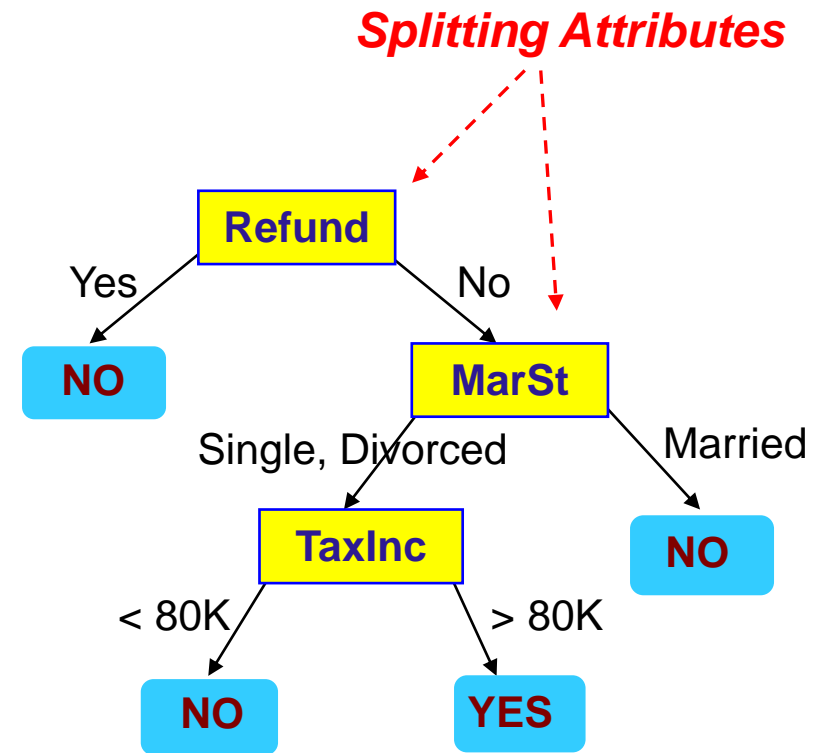 Splitting Attributes
Refund
Yes
No
NO
MarSt
Single, Divorced
Married
TaxInc
NO
< 80K
> 80K
NO
YES